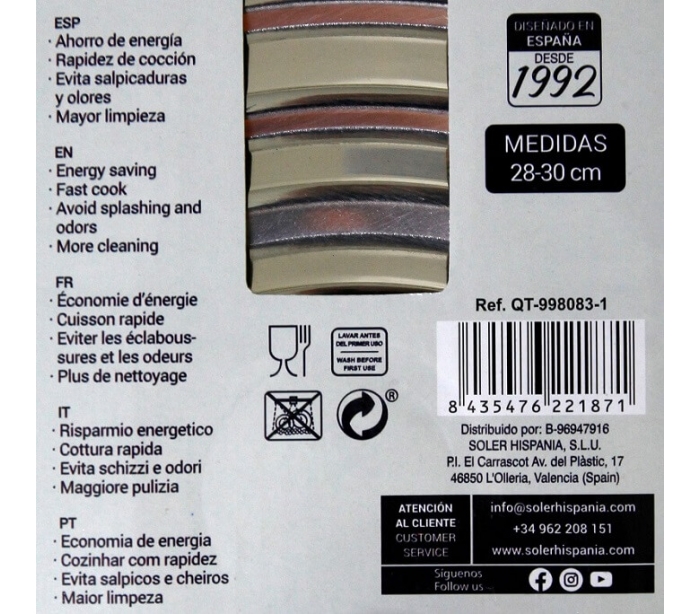 ESP
· Ahorro de energía
· Rapidez de cocción
· Evita salpicaduras
y olores
· Mayor limpieza
EN
· Energy saving
· Fast cook
· Avoid splashing and
odors
· More cleaning
FR
· Économie d'énergie
· Cuisson rapide
· Eviter les éclabous-
sures et les odeurs
· Plus de nettoyage
IT
· Risparmio energetico
· Cottura rapida
· Evita schizzi e odori
· Maggiore pulizia
PT
· Economia de energia
· Cozinhar com rapidez
· Evita salpicos e cheiros
· Maior limpeza
DISEÑADO EN
ESPAÑA
DESDE
1992
MEDIDAS
28-30 cm
LAVAR ANTES
DEL PRIMER USO
WASH BEFORE
FIRST USE
®
Ref. QT-998083-1
8 435476 221871
Distribuido por: B-96947916
SOLER HISPANIA, S.L.U.
P.I. El Carrascot Av. del Plàstic, 17
46850 L'Olleria, Valencia (Spain)
ATENCIÓN
AL CLIENTE
CUSTOMER
SERVICE
info@solerhispania.com
+34 962 208 151
www.solerhispania.com
Síguenos
Follow us